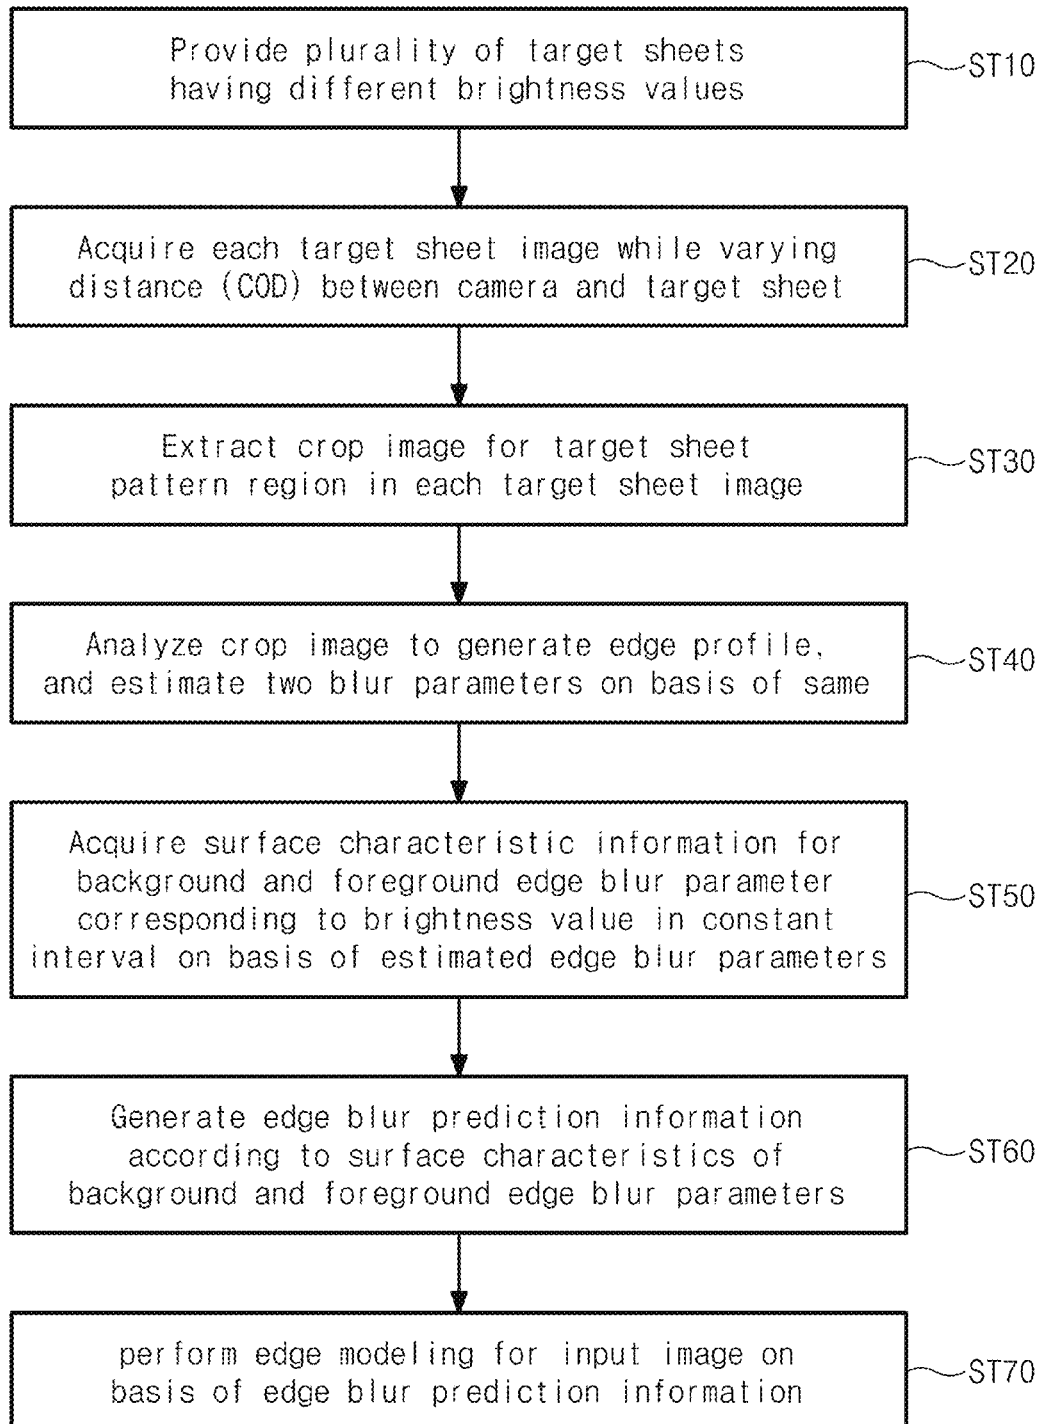 Provide plurality of target sheets
having different brightness values
ST10
Acquire each target sheet image while varying
distance (COD) between camera and target sheet
ST20
Extract crop image for target sheet
pattern region in each target sheet image
ST30
Analyze crop image to generate edge profile,
and estimate two blur parameters on basis of same
ST40
Acquire surface characteristic information for
background and foreground edge blur parameter
corresponding to brightness value in constant
interval on basis of estimated edge blur parameters
ST50
Generate edge blur prediction information
according to surface characteristics of
background and foreground edge blur parameters
ST60
perform edge modeling for input image on
basis of edge blur prediction information
ST70